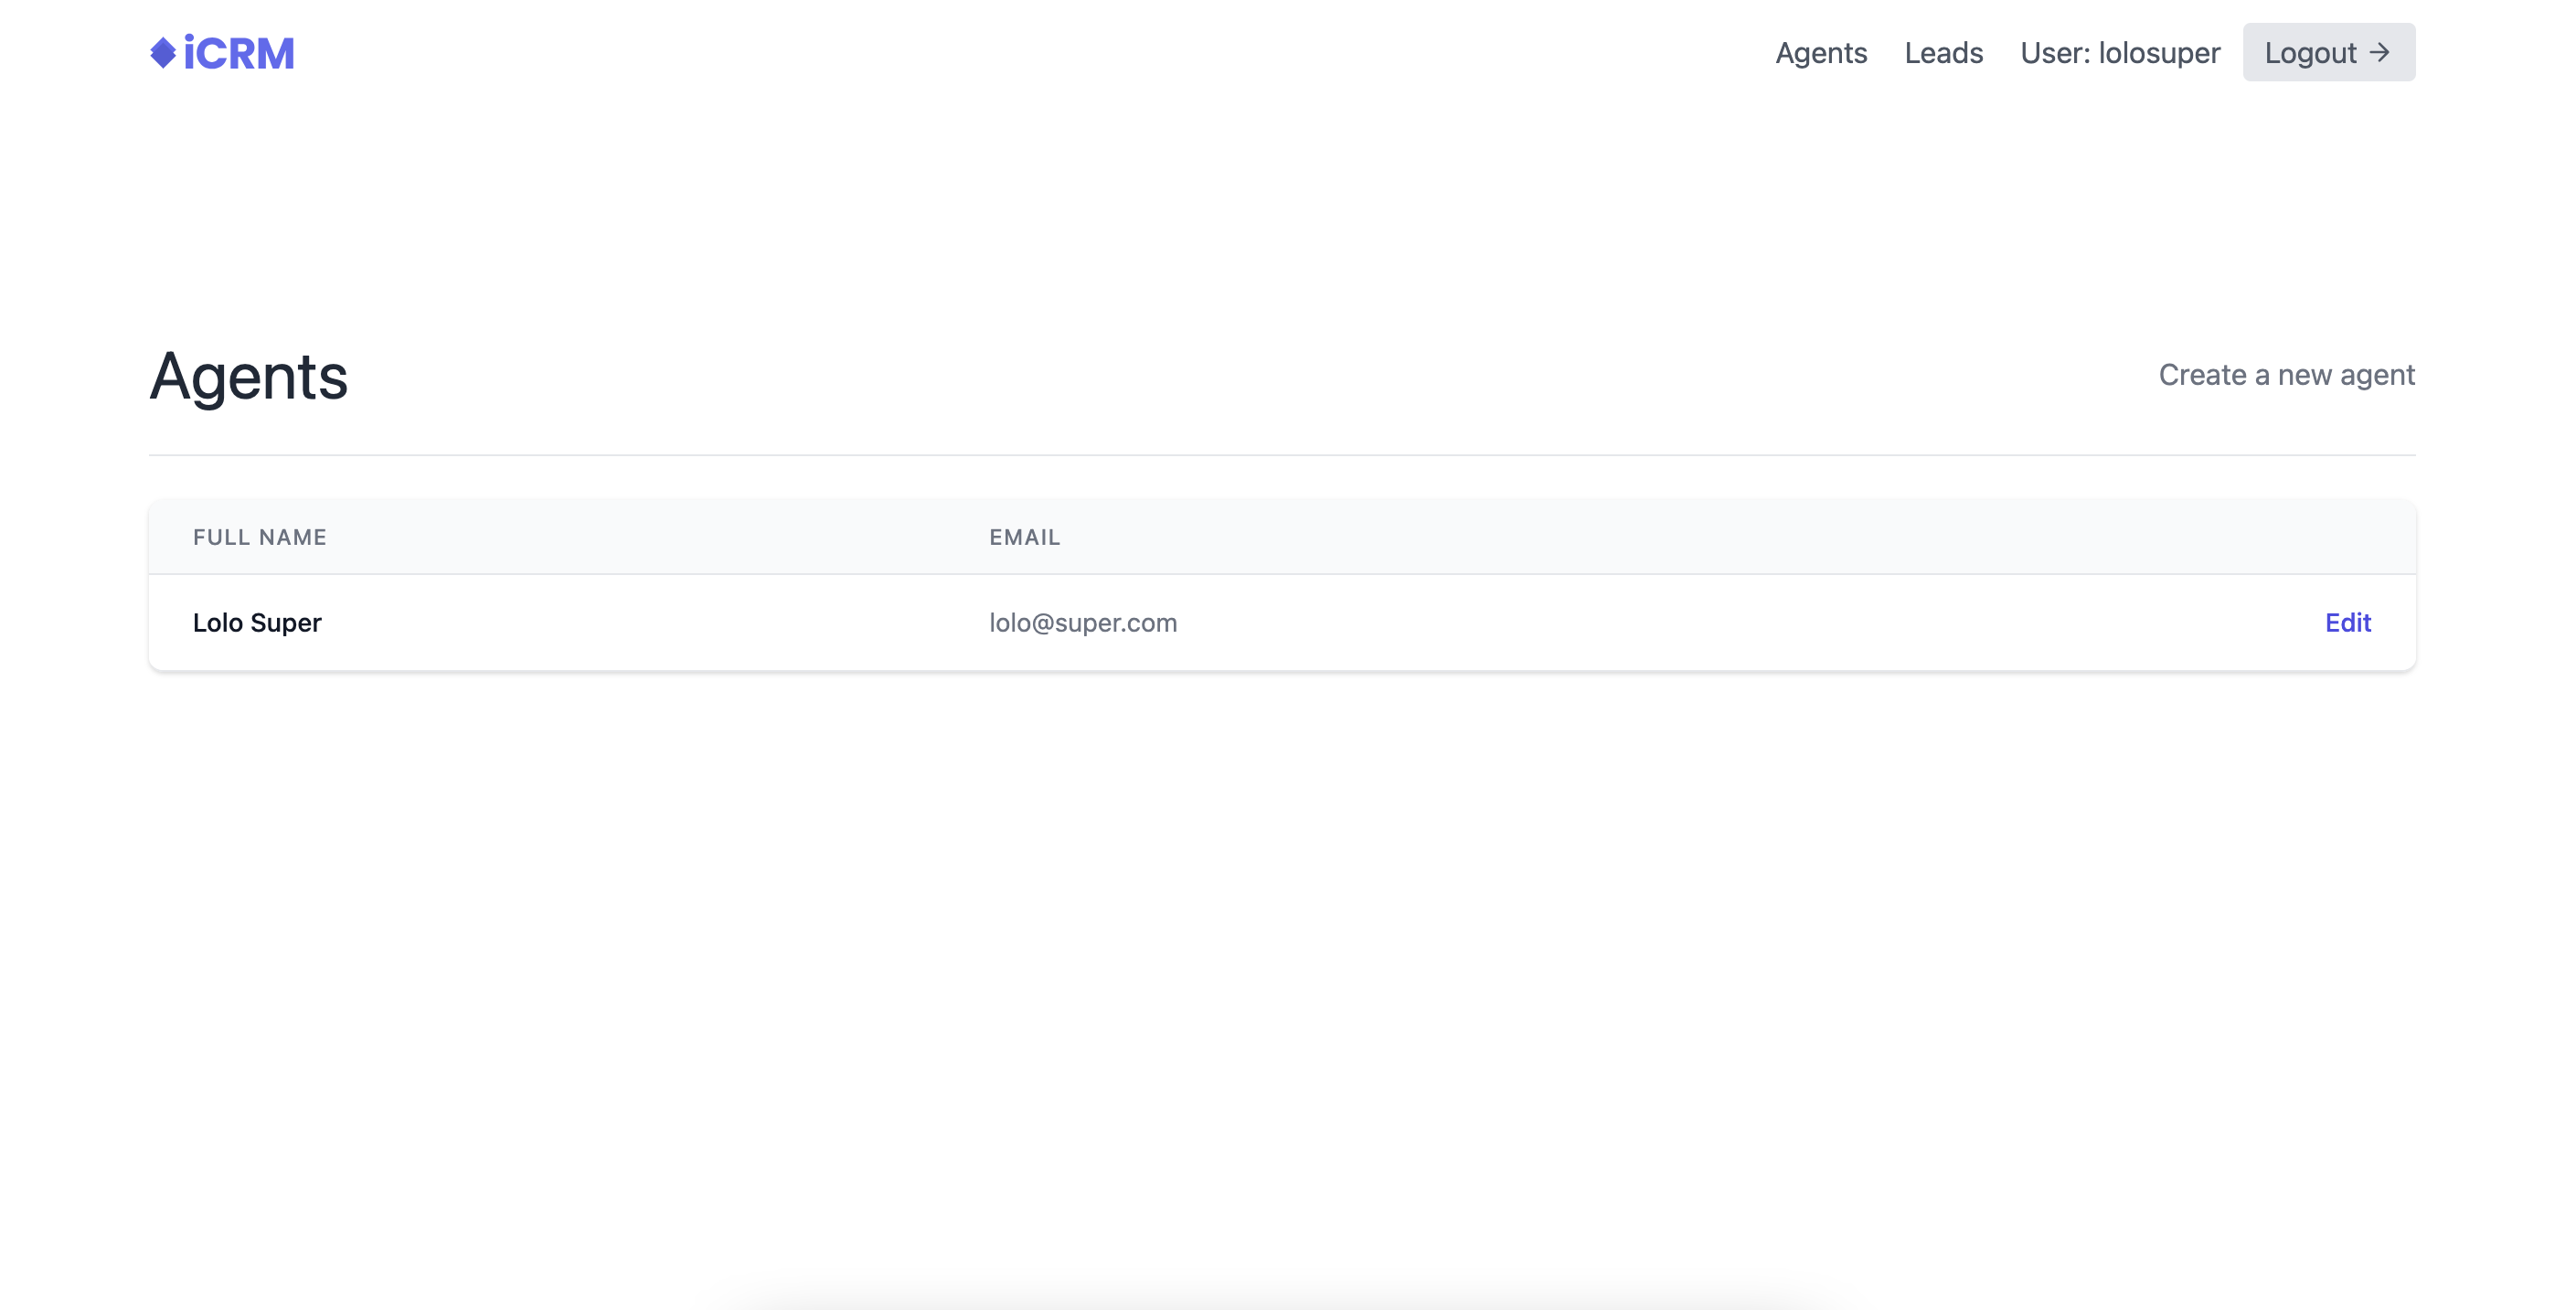 iCRM Agents Leads User: lolosuper Logout →
Agents Create a new agent
FULL NAME EMAIL
Lolo Super lolo@super.com Edit